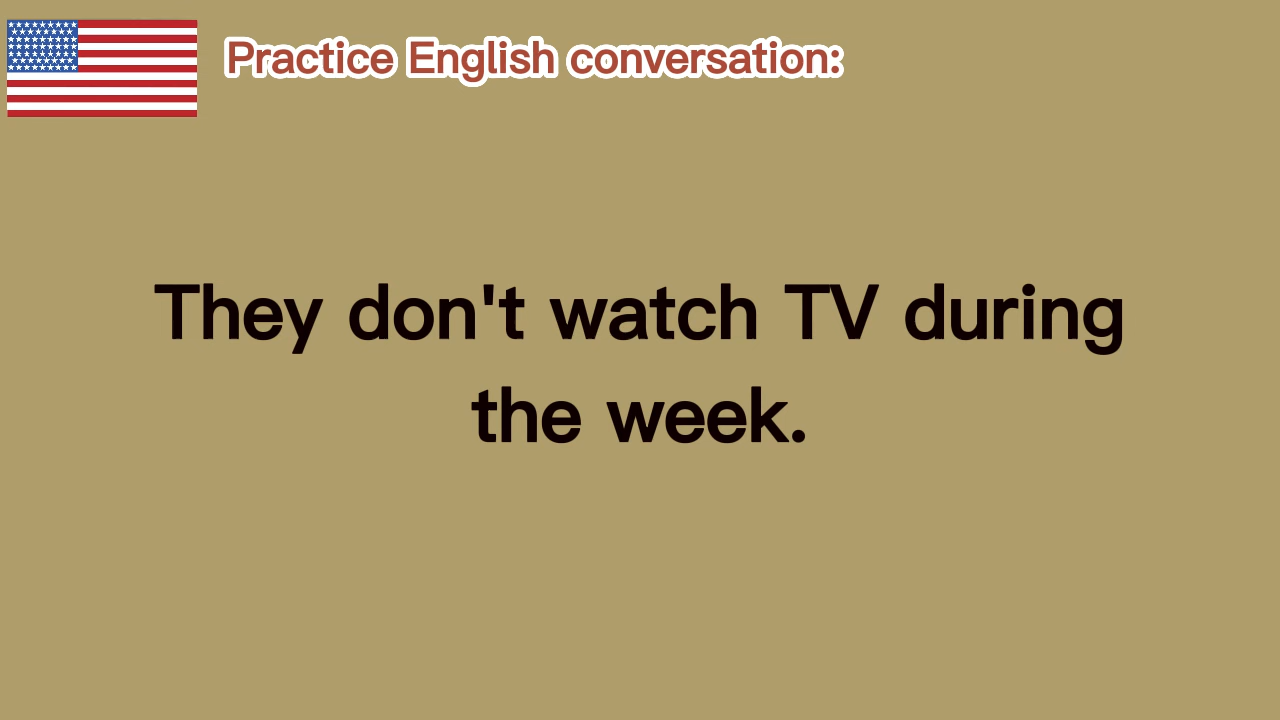 Practice English conversation:
They don't watch TV during
the week.